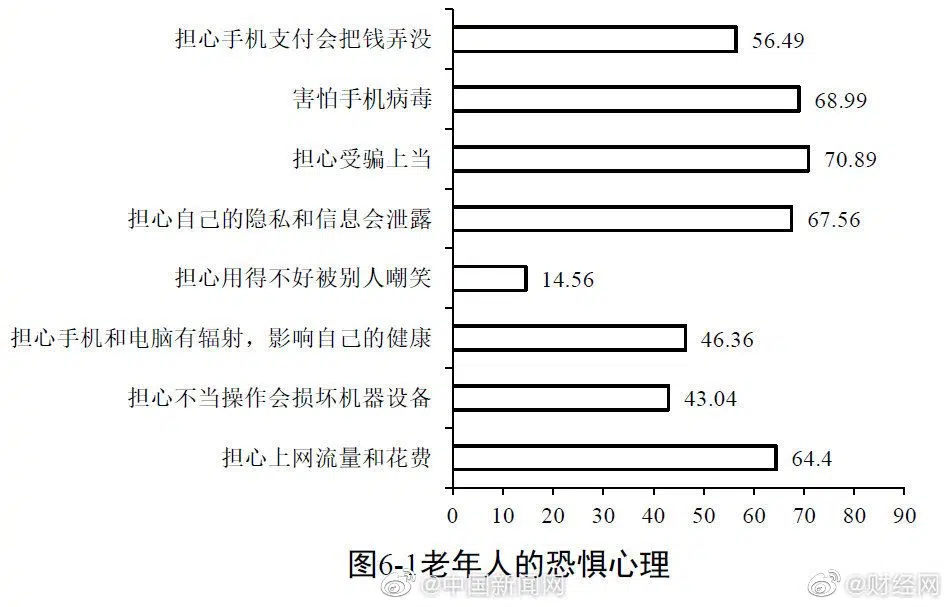 担心手机支付会把钱弄没 56.49
害怕手机病毒 68.99
担心受骗上当 70.89
担心自己的隐私和信息会泄露 67.56
担心用得不好被别人嘲笑 14.56
担心手机和电脑有辐射，影响自己的健康 46.36
担心不当操作会损坏机器设备 43.04
担心上网流量和花费 64.4
0 10 20 30 40 50 60 70 80 90
图6-1老年人的恐惧心理
@中国新闻网 @财经网